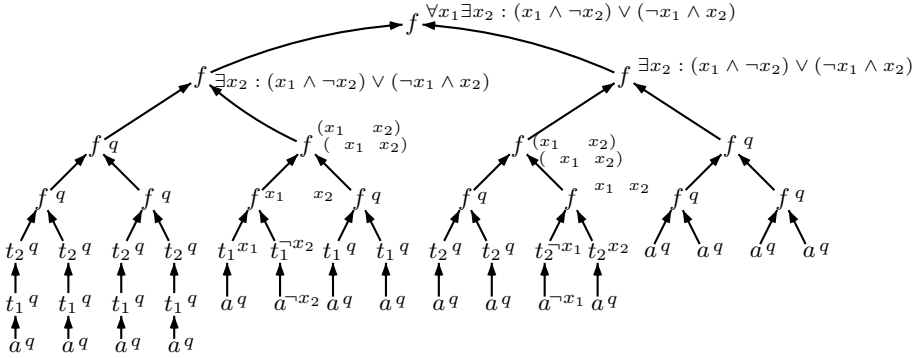 f ∀x₁∃x₂ : (x₁ ∧ ¬x₂) ∨ (¬x₁ ∧ x₂)
f ∃x₂ : (x₁ ∧ ¬x₂) ∨ (¬x₁ ∧ x₂) f ∃x₂ : (x₁ ∧ ¬x₂) ∨ (¬x₁ ∧ x₂)
(x₁ x₂)
f q f ( x₁ x₂) f (x₁ x₂) f q
( x₁ x₂)
f q f q f x₁ x₂ f q f q f x₁ x₂ f q f q
t₂ q t₂ q t₂ q t₂ q t₁ x₁ t₁ ¬x₂ t₁ q t₁ q t₂ q t₂ q t₂ ¬x₁ t₂ x₂ a q a q a q a q
t₁ q t₁ q t₁ q t₁ q a q a ¬x₂ a q a q a q a q a ¬x₁ a q
a q a q a q a q